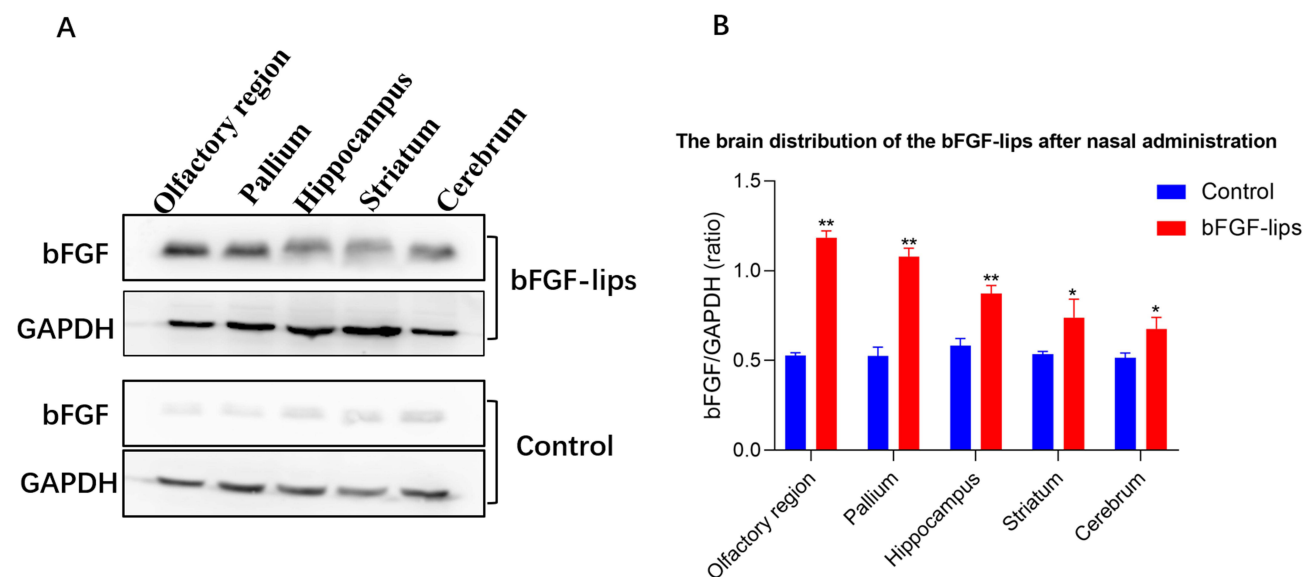 A
Olfactory region
Pallium
Hippocampus
Striatum
Cerebrum
bFGF
GAPDH
bFGF-lips
bFGF
GAPDH
Control
B
The brain distribution of the bFGF-lips after nasal administration
bFGF/GAPDH (ratio)
1.5
1.0
0.5
0.0
**
**
**
*
*
Control
bFGF-lips
Olfactory region
Pallium
Hippocampus
Striatum
Cerebrum